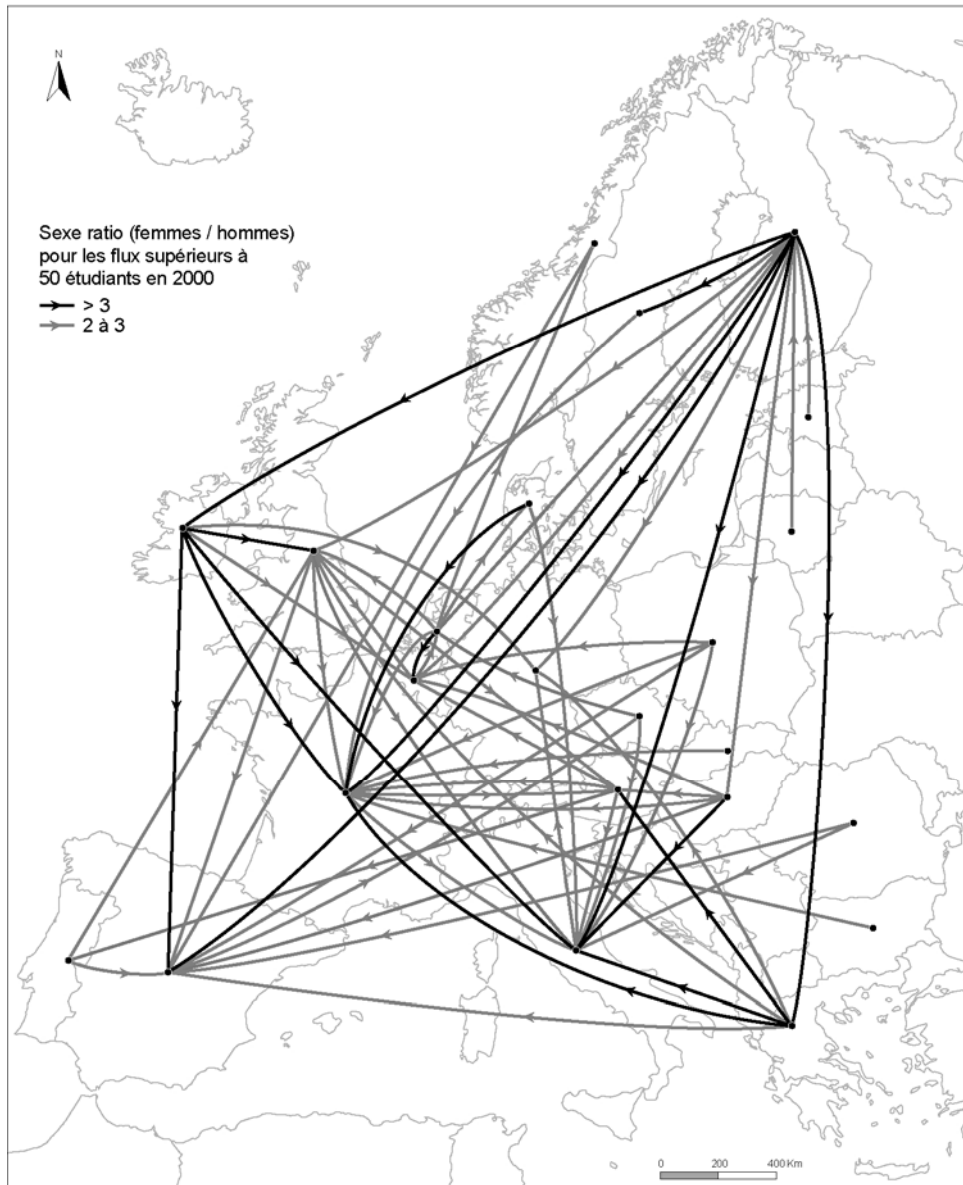 N
Sexe ratio (femmes / hommes)
pour les flux supérieurs à
50 étudiants en 2000
> 3
2 à 3
0 200 400 Km